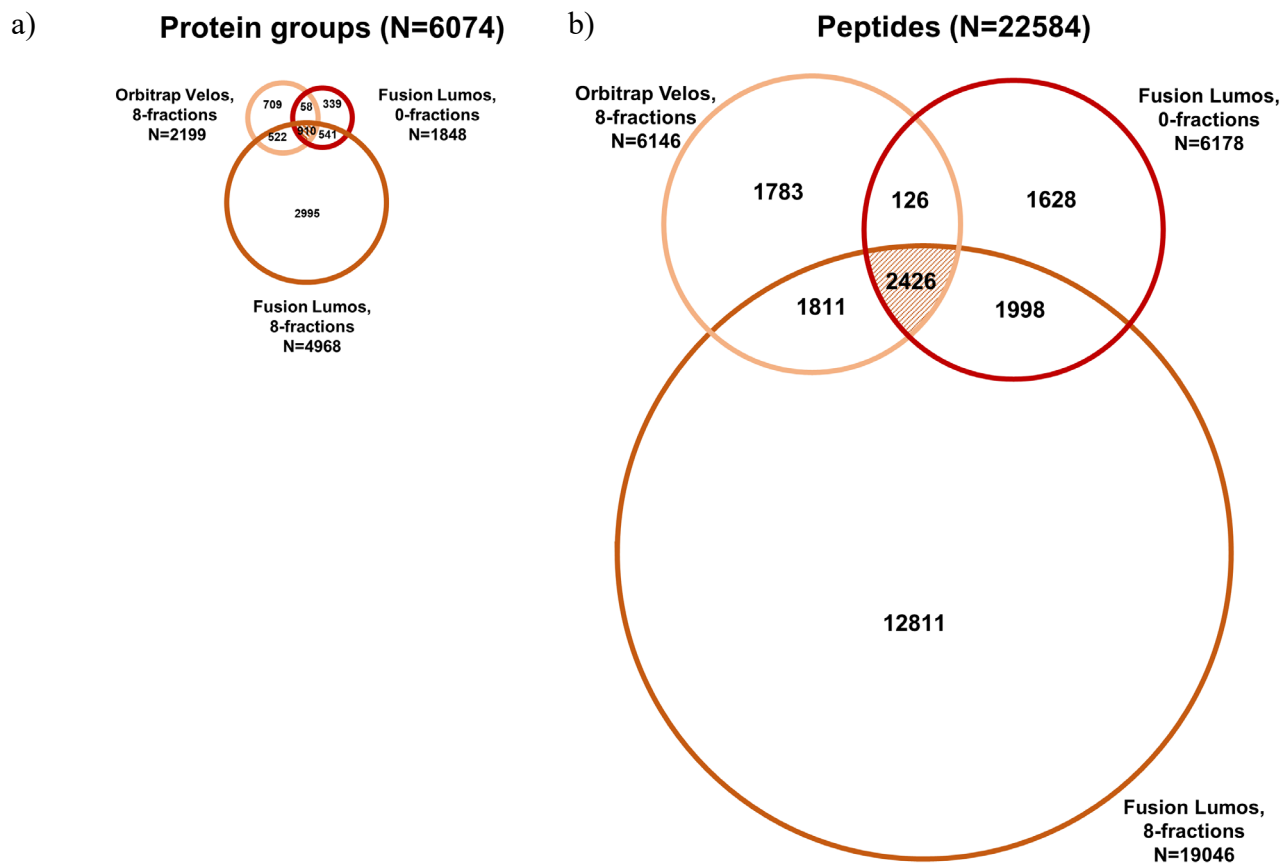 a)
Protein groups (N=6074)
Orbitrap Velos,
8-fractions
N=2199
709
58
339
Fusion Lumos,
0-fractions
N=1848
522
910
541
2995
Fusion Lumos,
8-fractions
N=4968
b)
Peptides (N=22584)
Orbitrap Velos,
8-fractions
N=6146
Fusion Lumos,
0-fractions
N=6178
1783
126
1628
2426
1811
1998
12811
Fusion Lumos,
8-fractions
N=19046